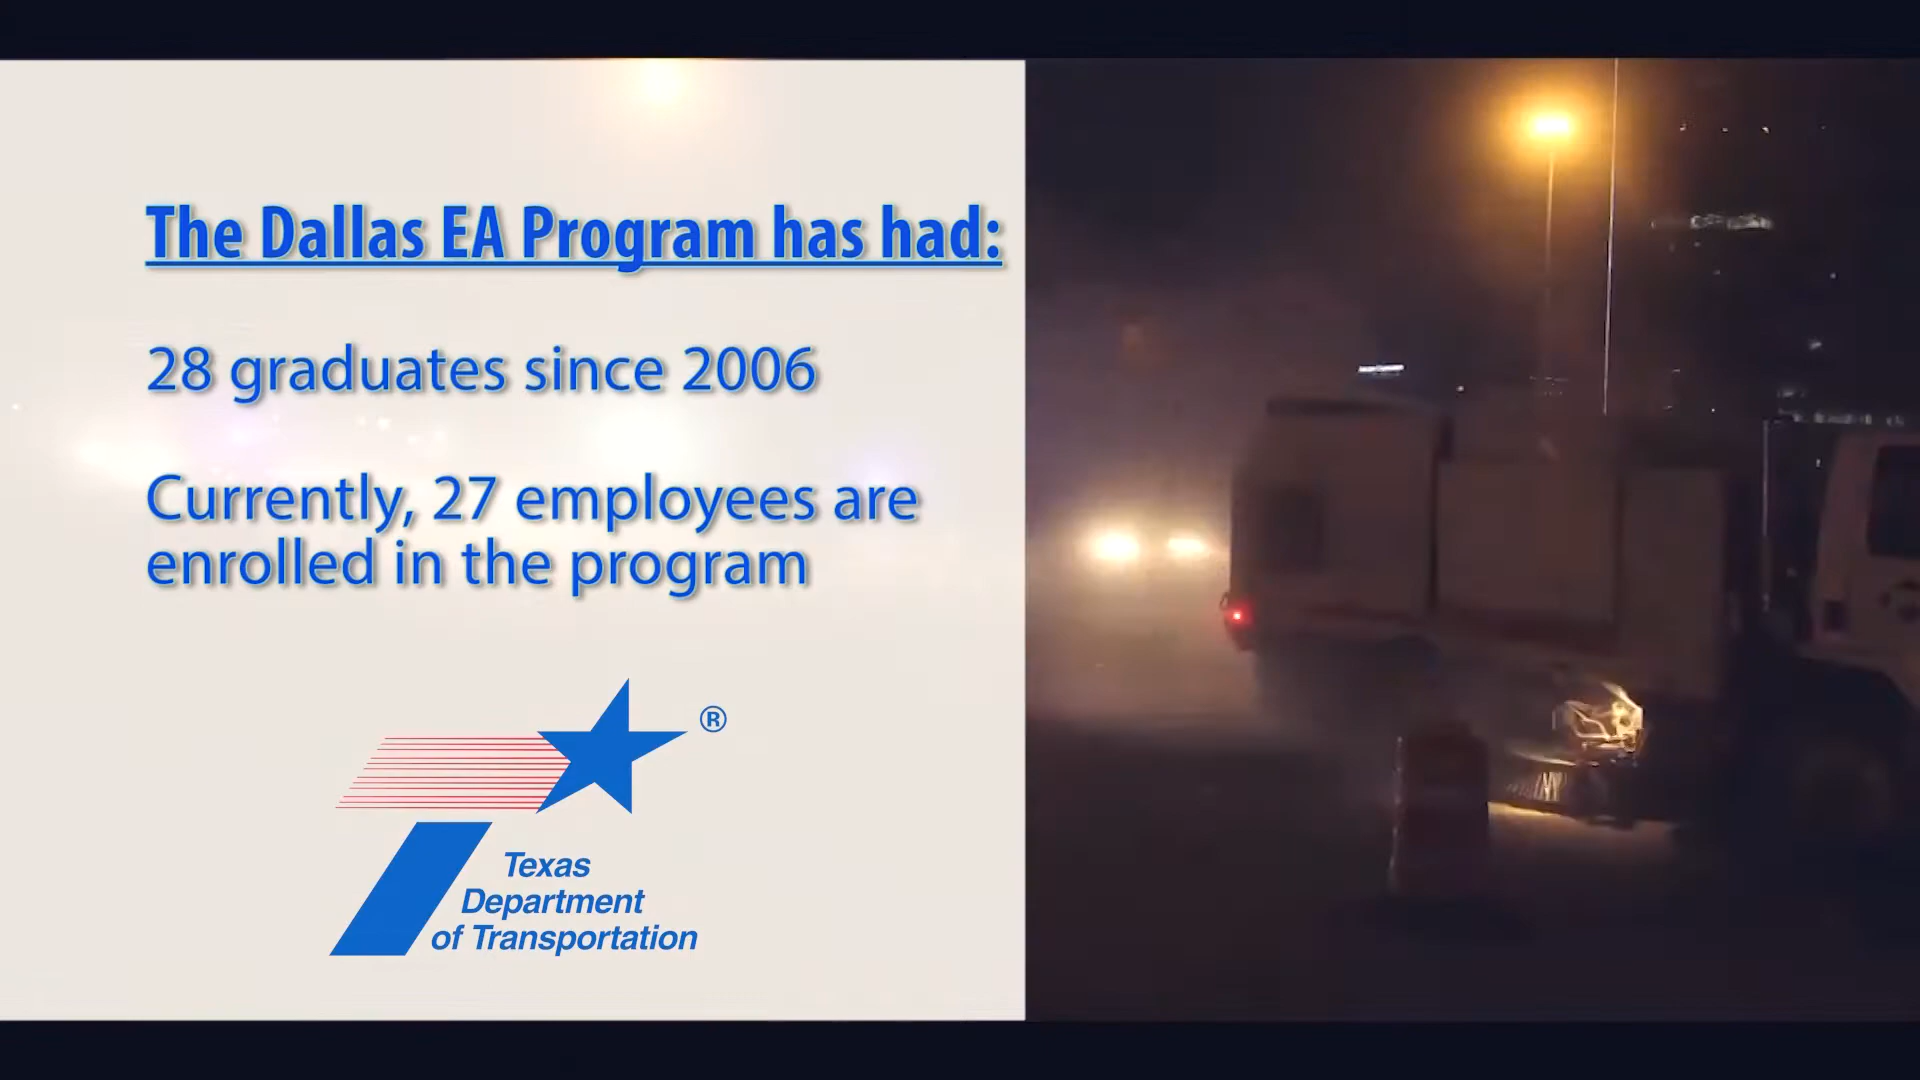 The Dallas EA Program has had:
28 graduates since 2006
Currently, 27 employees are
enrolled in the program
®
Texas
Department
of Transportation